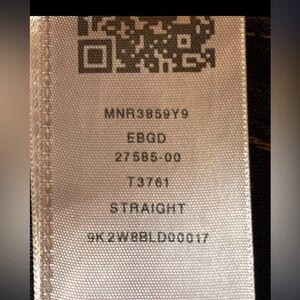 MNR3859Y9
EBGD
27585-00
T3761
STRAIGHT
9K2W8BLD00017